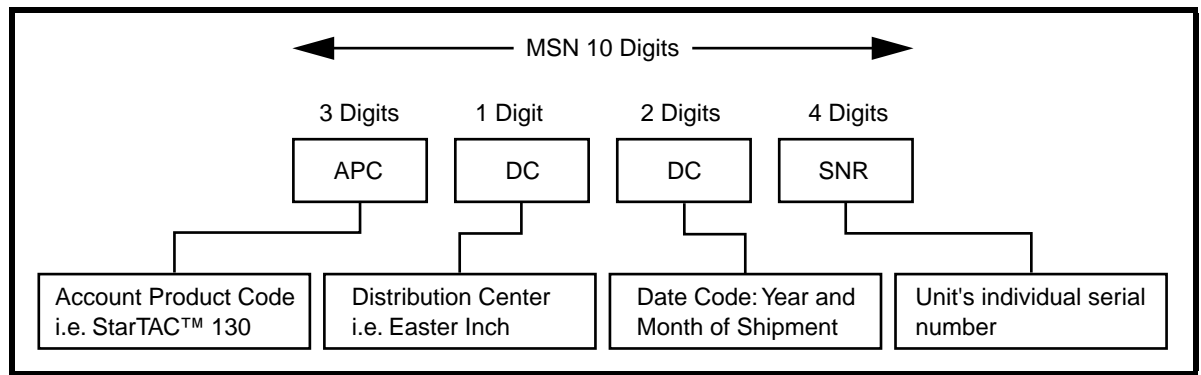 MSN 10 Digits
3 Digits 1 Digit 2 Digits 4 Digits
APC DC DC SNR
Account Product Code
i.e. StarTAC™ 130
Distribution Center
i.e. Easter Inch
Date Code: Year and
Month of Shipment
Unit's individual serial
number